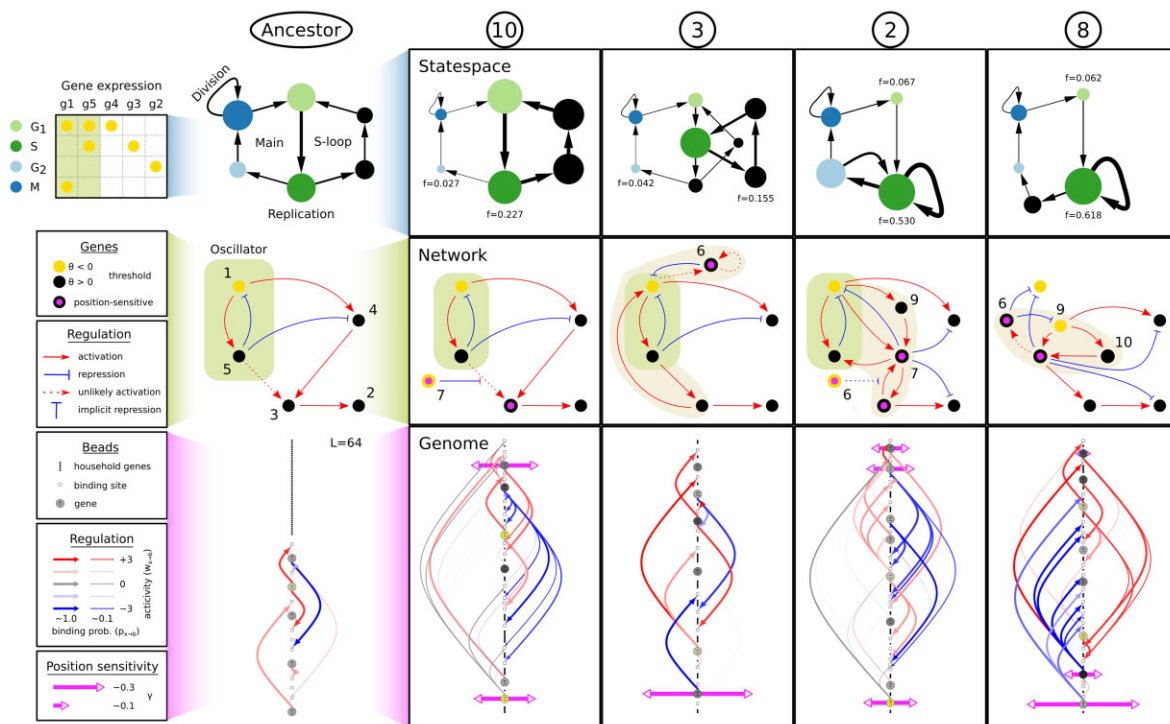 Ancestor
10
3
2
8
Gene expression
g1 g5 g4 g3 g2
G1
S
G2
M
Division
Main
S-loop
Replication
Statespace
f=0.027
f=0.227
f=0.042
f=0.155
f=0.067
f=0.530
f=0.062
f=0.618
Genes
θ < 0
θ > 0
threshold
position-sensitive
Regulation
activation
repression
unlikely activation
implicit repression
Oscillator
1
4
5
3
2
Network
7
6
9
7
6
6
9
10
Beads
household genes
binding site
gene
Regulation
+3
0
−3
~1.0 ~0.1
binding prob. (px→b)
acticivity (wx→b)
Position sensitivity
−0.3
γ
−0.1
L=64
Genome